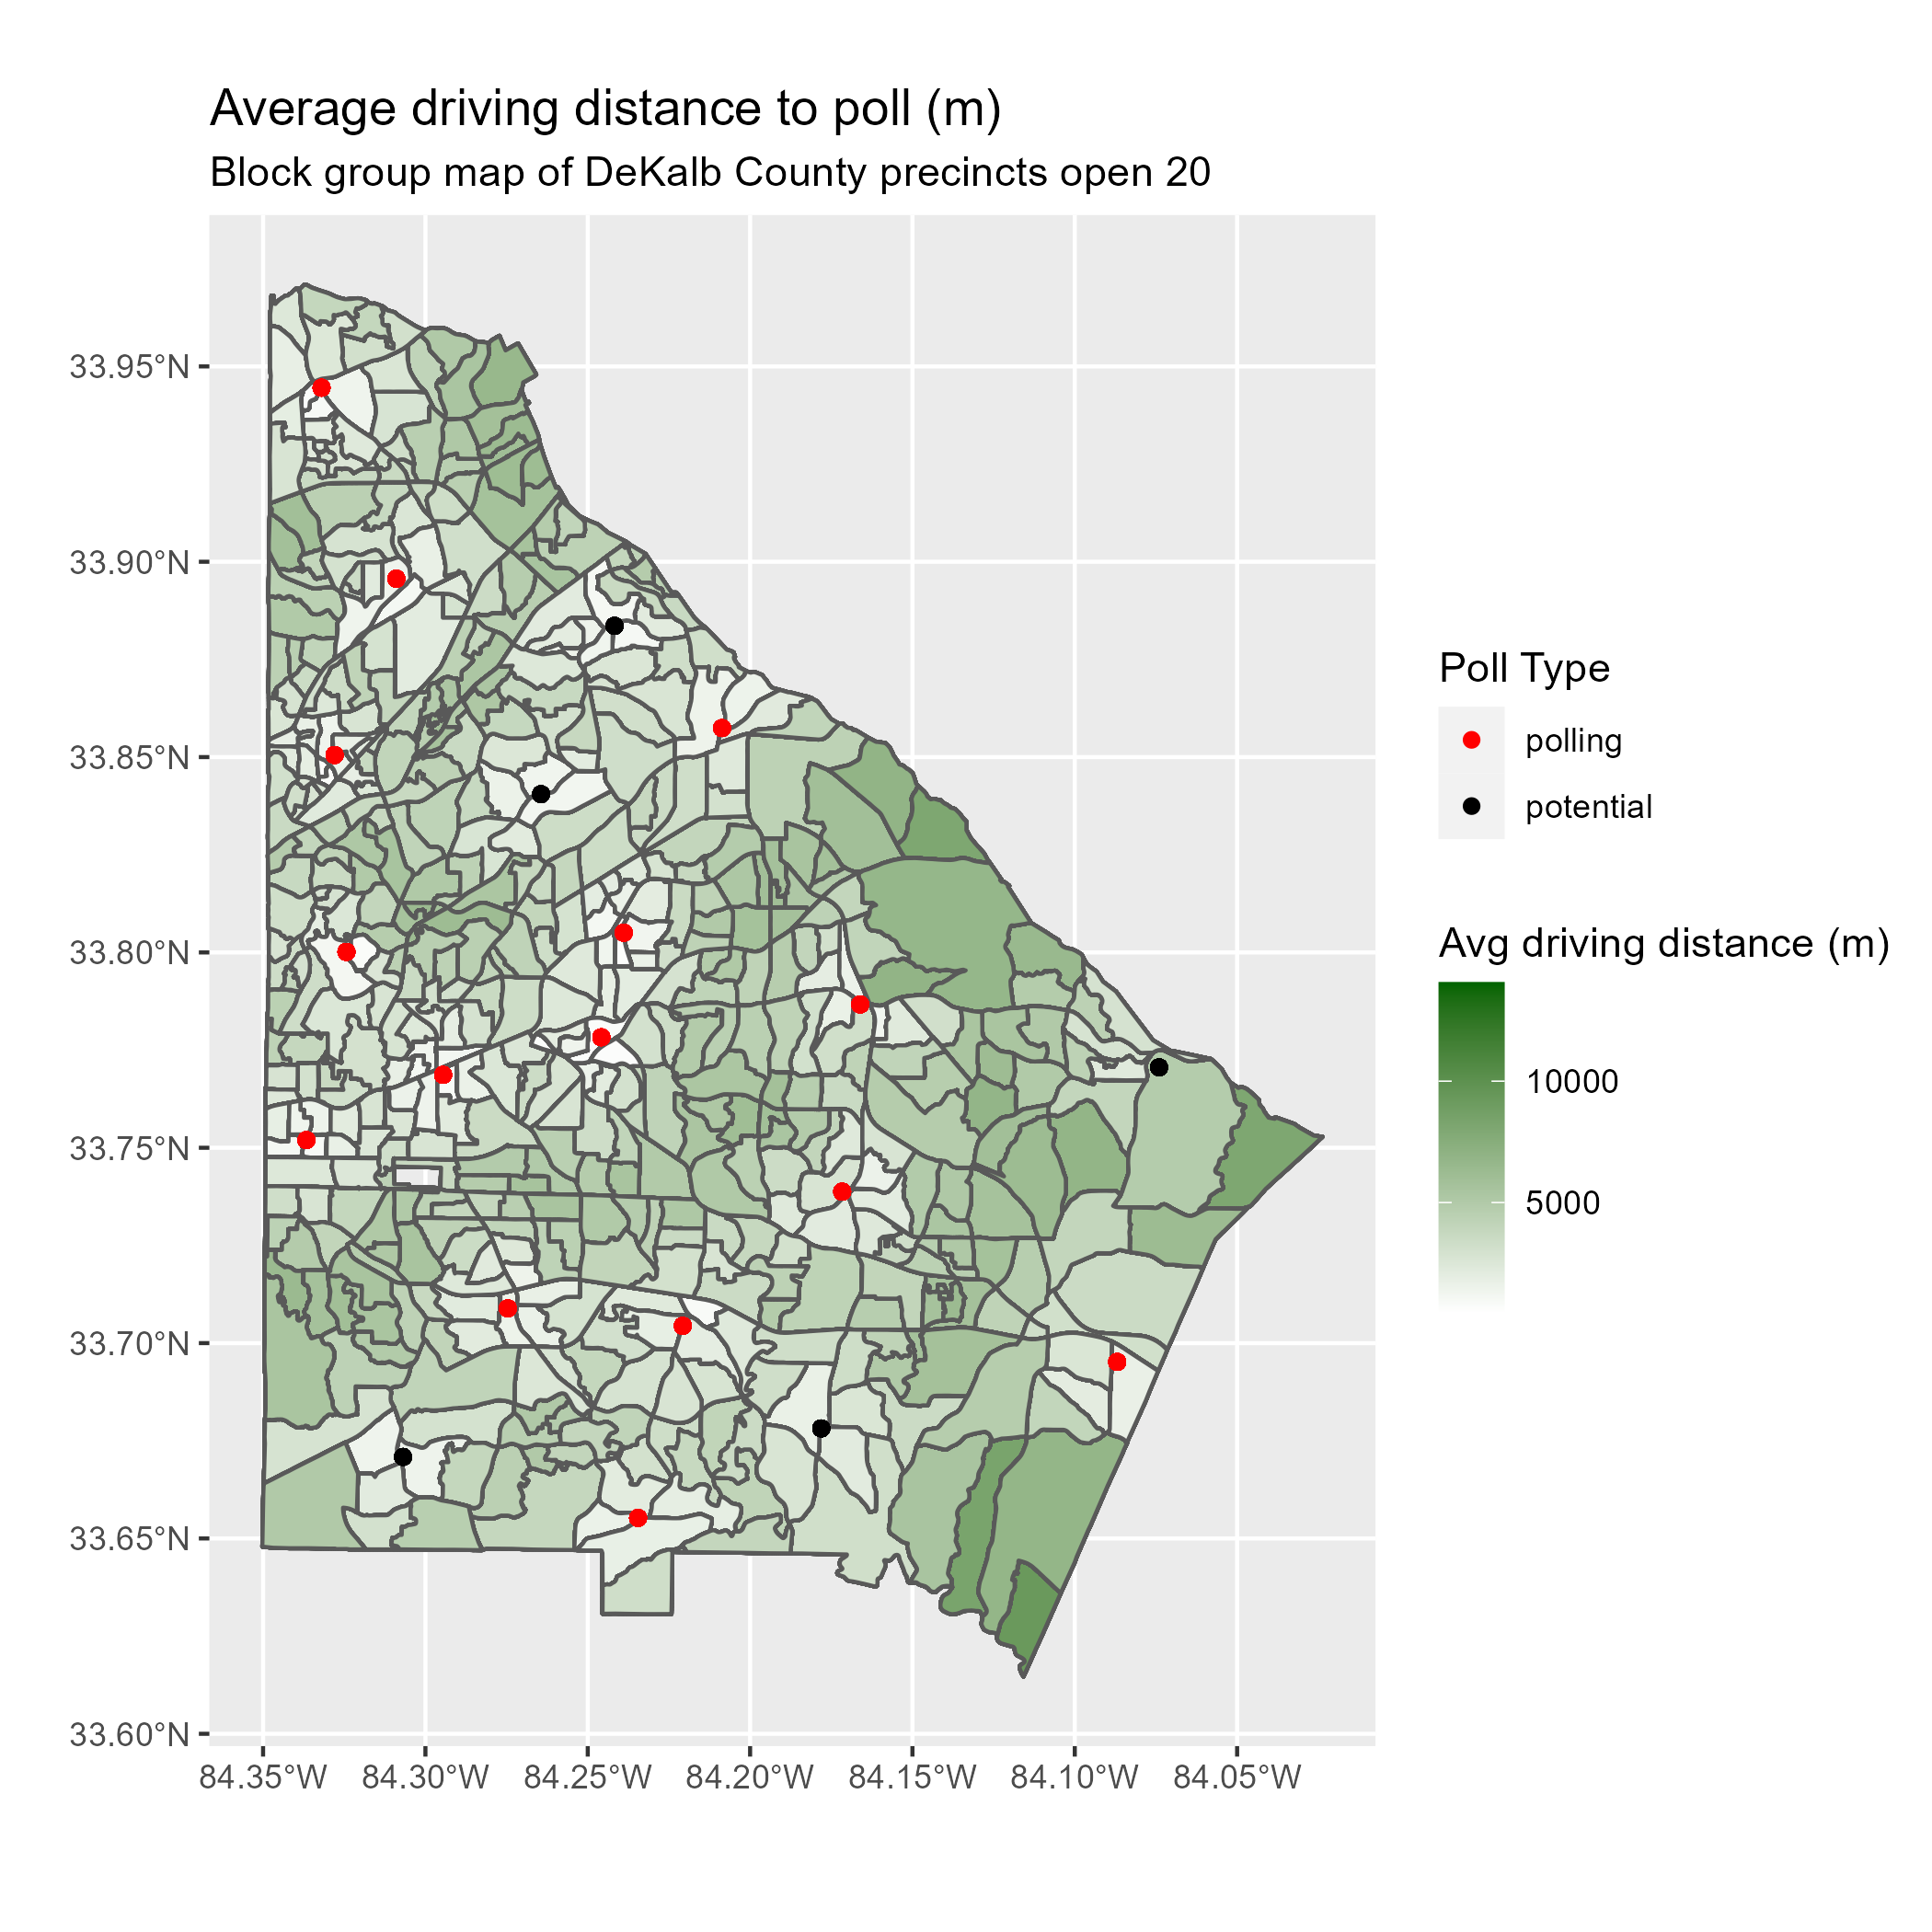 Average driving distance to poll (m)
Block group map of DeKalb County precincts open 20
33.95°N
33.90°N
33.85°N
33.80°N
33.75°N
33.70°N
33.65°N
33.60°N
84.35°W 84.30°W 84.25°W 84.20°W 84.15°W 84.10°W 84.05°W
Poll Type
polling
potential
Avg driving distance (m)
10000
5000